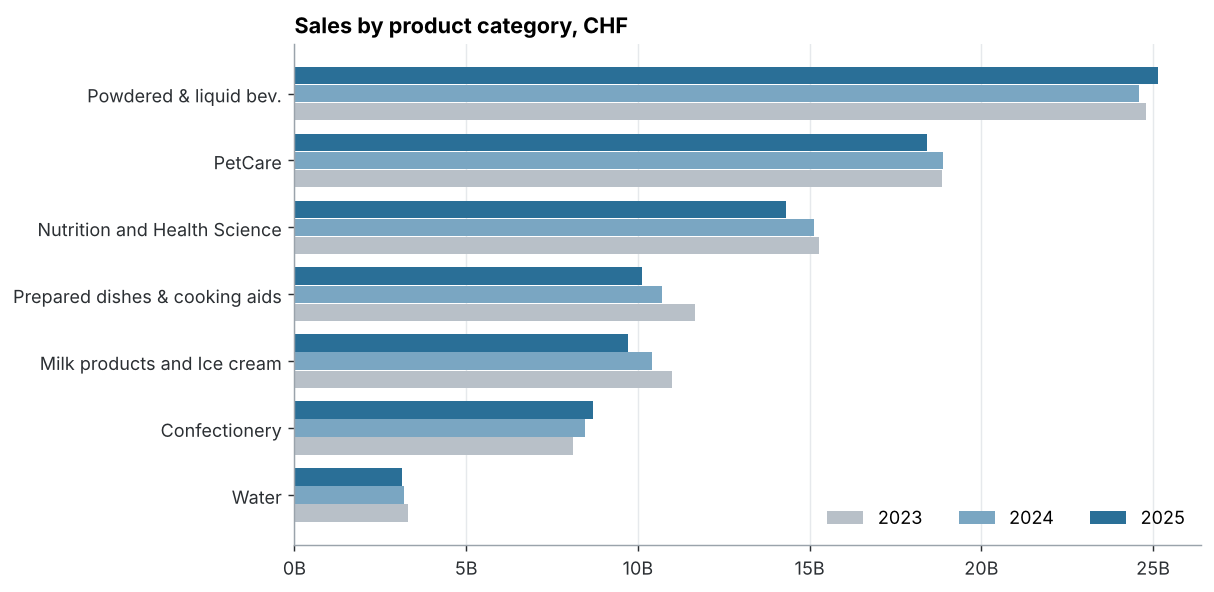 Sales by product category, CHF
Powdered & liquid bev.
PetCare
Nutrition and Health Science
Prepared dishes & cooking aids
Milk products and Ice cream
Confectionery
Water
2023 2024 2025
0B 5B 10B 15B 20B 25B